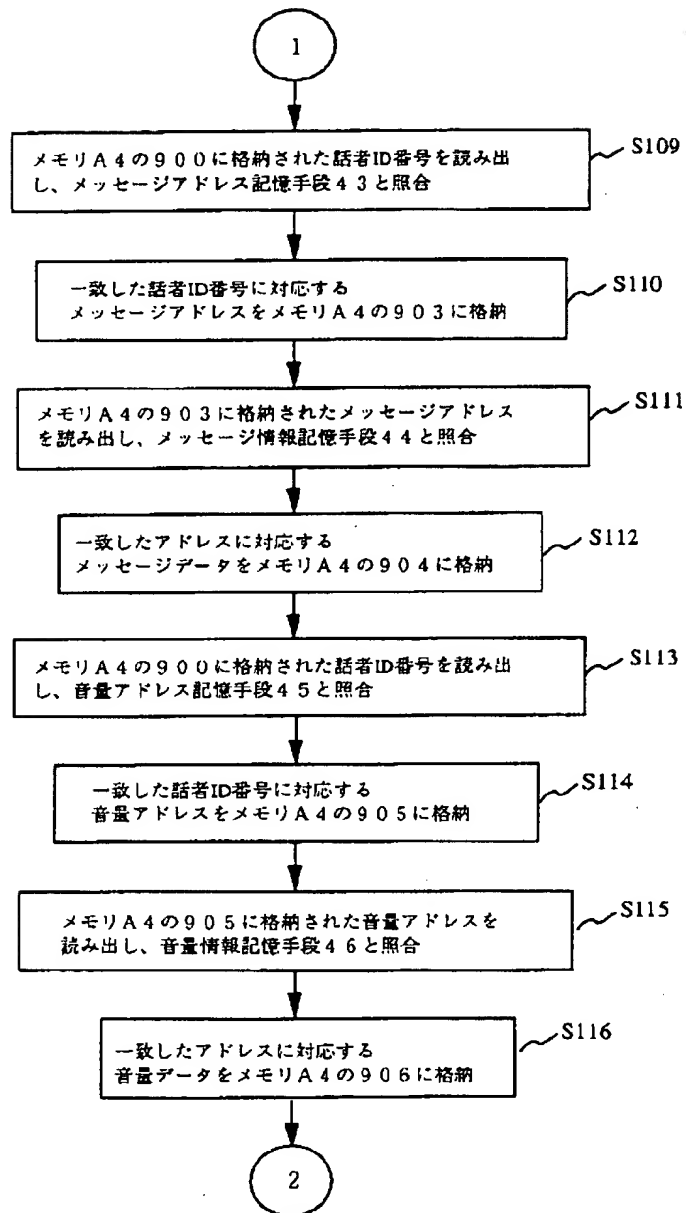 1
メモリA4の900に格納された話者ID番号を読み出
し、メッセージアドレス記憶手段43と照合
S109
一致した話者ID番号に対応する
メッセージアドレスをメモリA4の903に格納
S110
メモリA4の903に格納されたメッセージアドレス
を読み出し、メッセージ情報記憶手段44と照合
S111
一致したアドレスに対応する
メッセージデータをメモリA4の904に格納
S112
メモリA4の900に格納された話者ID番号を読み出
し、音量アドレス記憶手段45と照合
S113
一致した話者ID番号に対応する
音量アドレスをメモリA4の905に格納
S114
メモリA4の905に格納された音量アドレスを
読み出し、音量情報記憶手段46と照合
S115
一致したアドレスに対応する
音量データをメモリA4の906に格納
S116
2